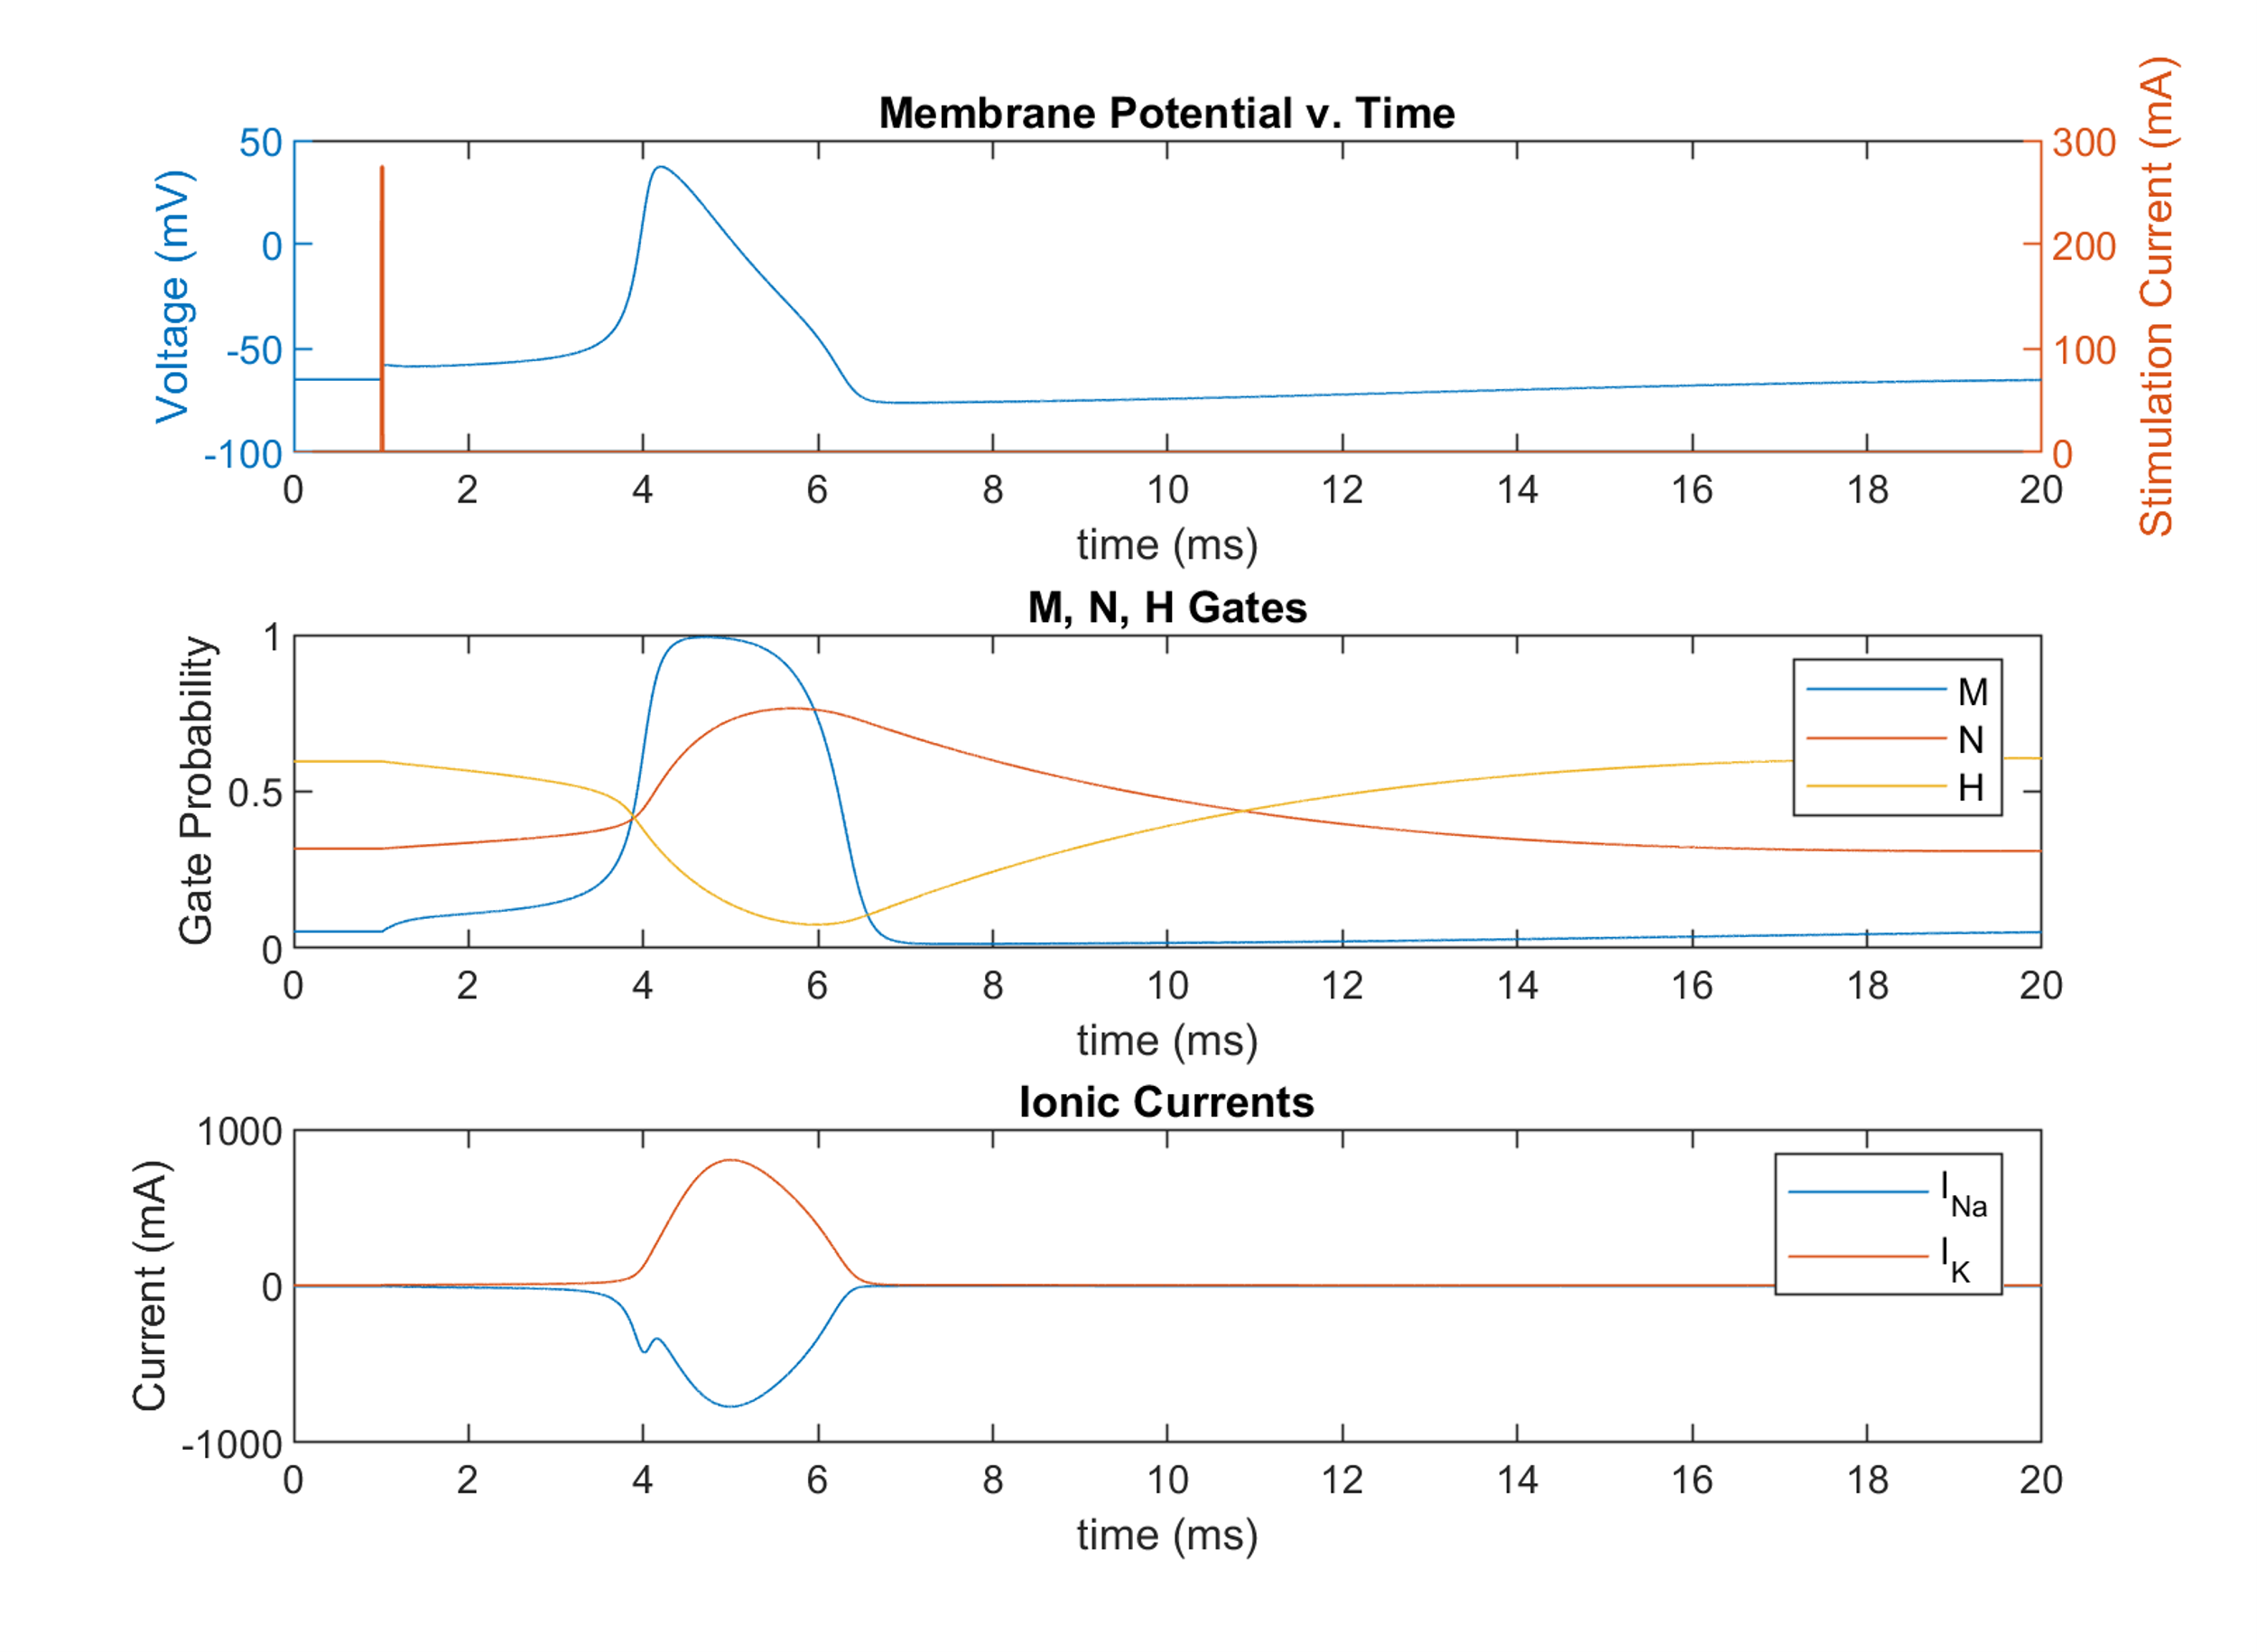 Membrane Potential v. Time
Voltage (mV)
50
0
-50
-100
Stimulation Current (mA)
300
200
100
0
0 2 4 6 8 10 12 14 16 18 20
time (ms)
M, N, H Gates
Gate Probability
1
0.5
0
M
N
H
0 2 4 6 8 10 12 14 16 18 20
time (ms)
Ionic Currents
Current (mA)
1000
0
-1000
I_Na
I_K
0 2 4 6 8 10 12 14 16 18 20
time (ms)